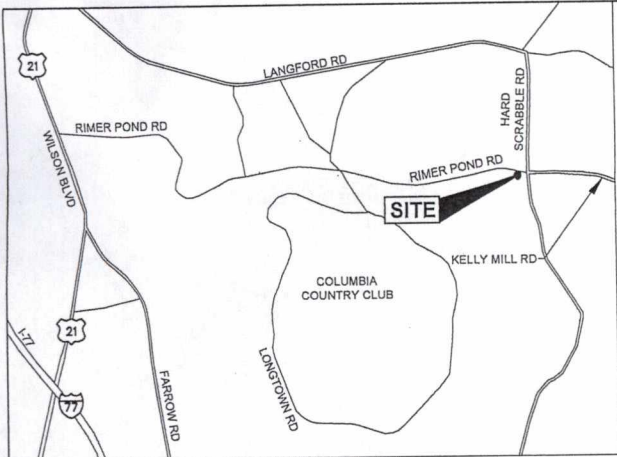 21
LANGFORD RD
HARD
SCRABBLE RD
RIMER POND RD
WILSON BLVD
RIMER POND RD
SITE
KELLY MILL RD
COLUMBIA
COUNTRY CLUB
21
I-77
77
FARROW RD
LONGTOWN RD